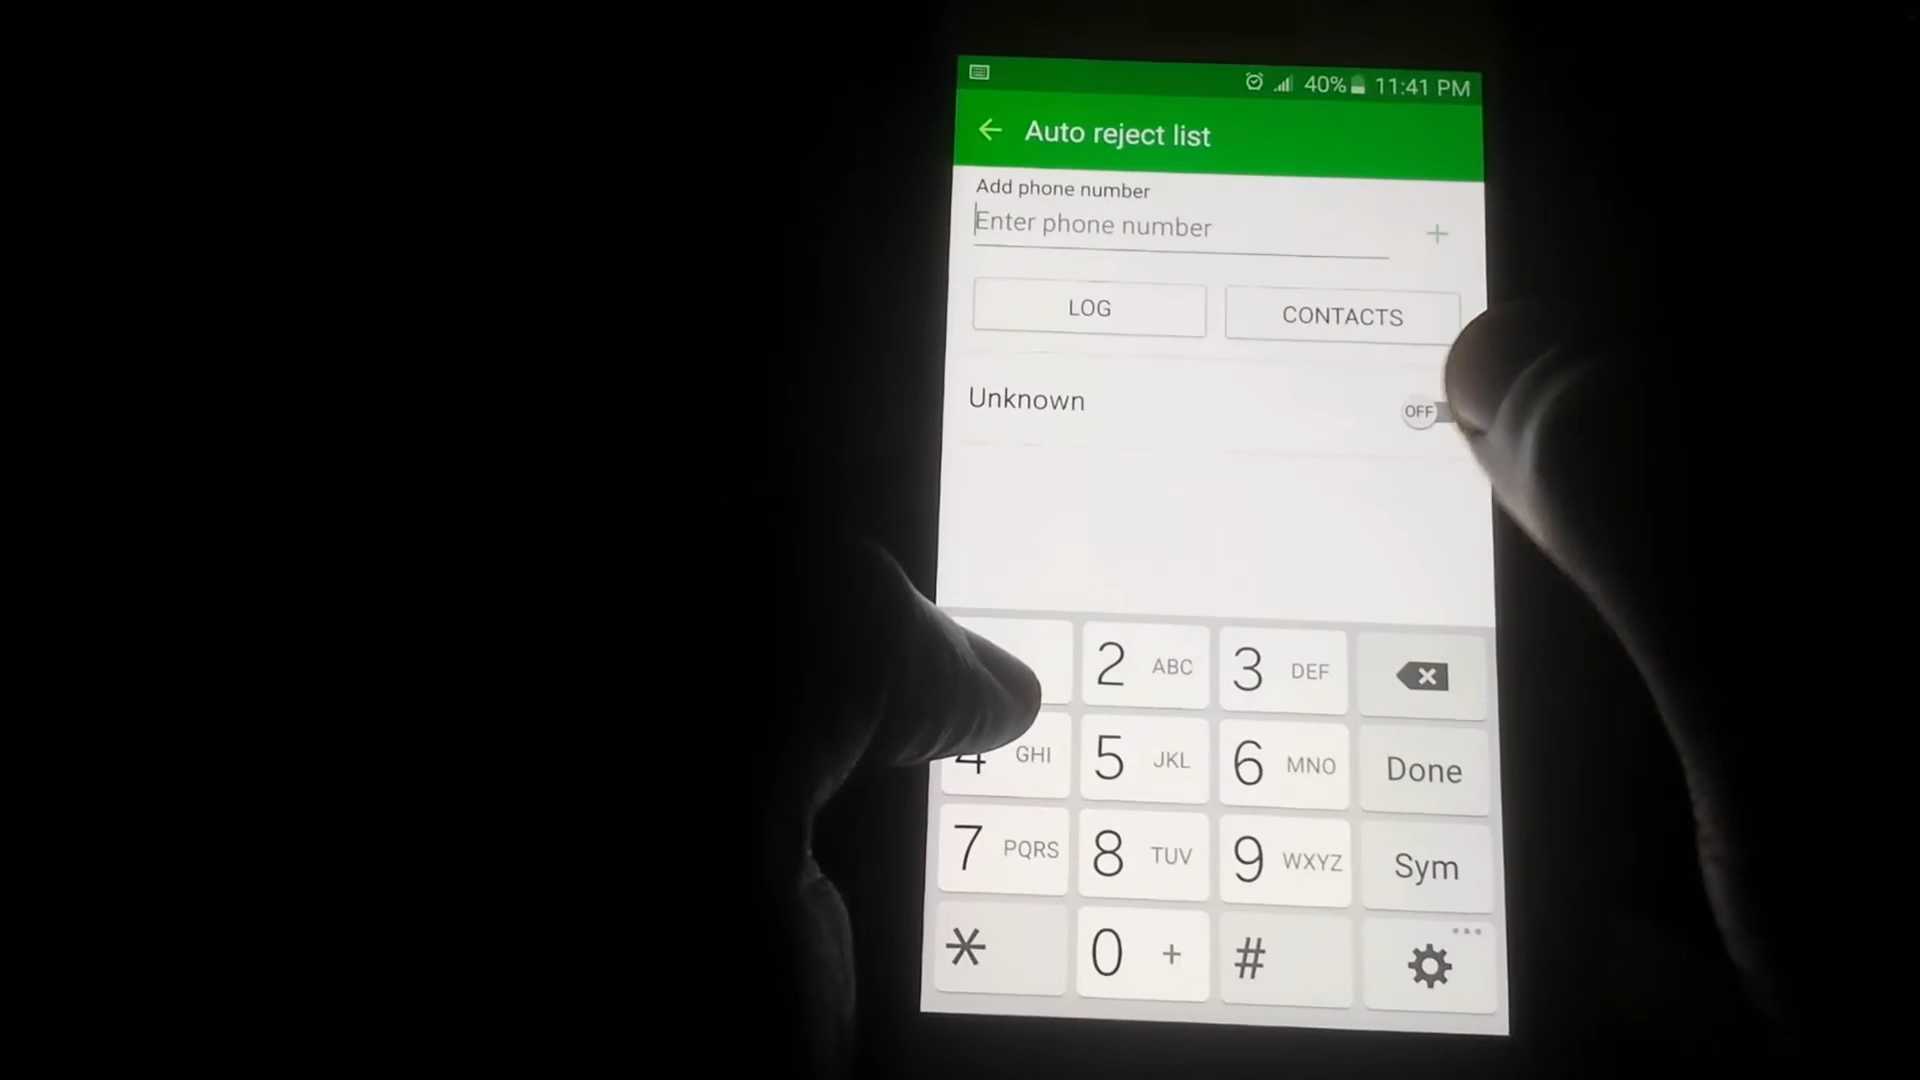 40% 11:41 PM
Auto reject list
Add phone number
Enter phone number +
LOG CONTACTS
Unknown OFF
2 ABC 3 DEF
4 GHI 5 JKL 6 MNO Done
7 PQRS 8 TUV 9 WXYZ Sym
* 0 + # ...